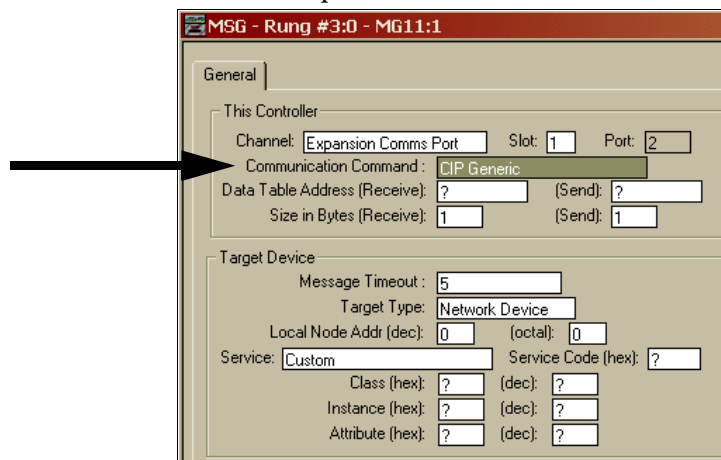 MSG - Rung #3:0 - MG11:1
General
This Controller
Channel: Expansion Comms Port Slot: 1 Port: 2
Communication Command : CIP Generic
Data Table Address (Receive): ? (Send): ?
Size in Bytes (Receive): 1 (Send): 1
Target Device
Message Timeout : 5
Target Type: Network Device
Local Node Addr (dec): 0 (octal): 0
Service: Custom Service Code (hex): ?
Class (hex): ? (dec): ?
Instance (hex): ? (dec): ?
Attribute (hex): ? (dec): ?